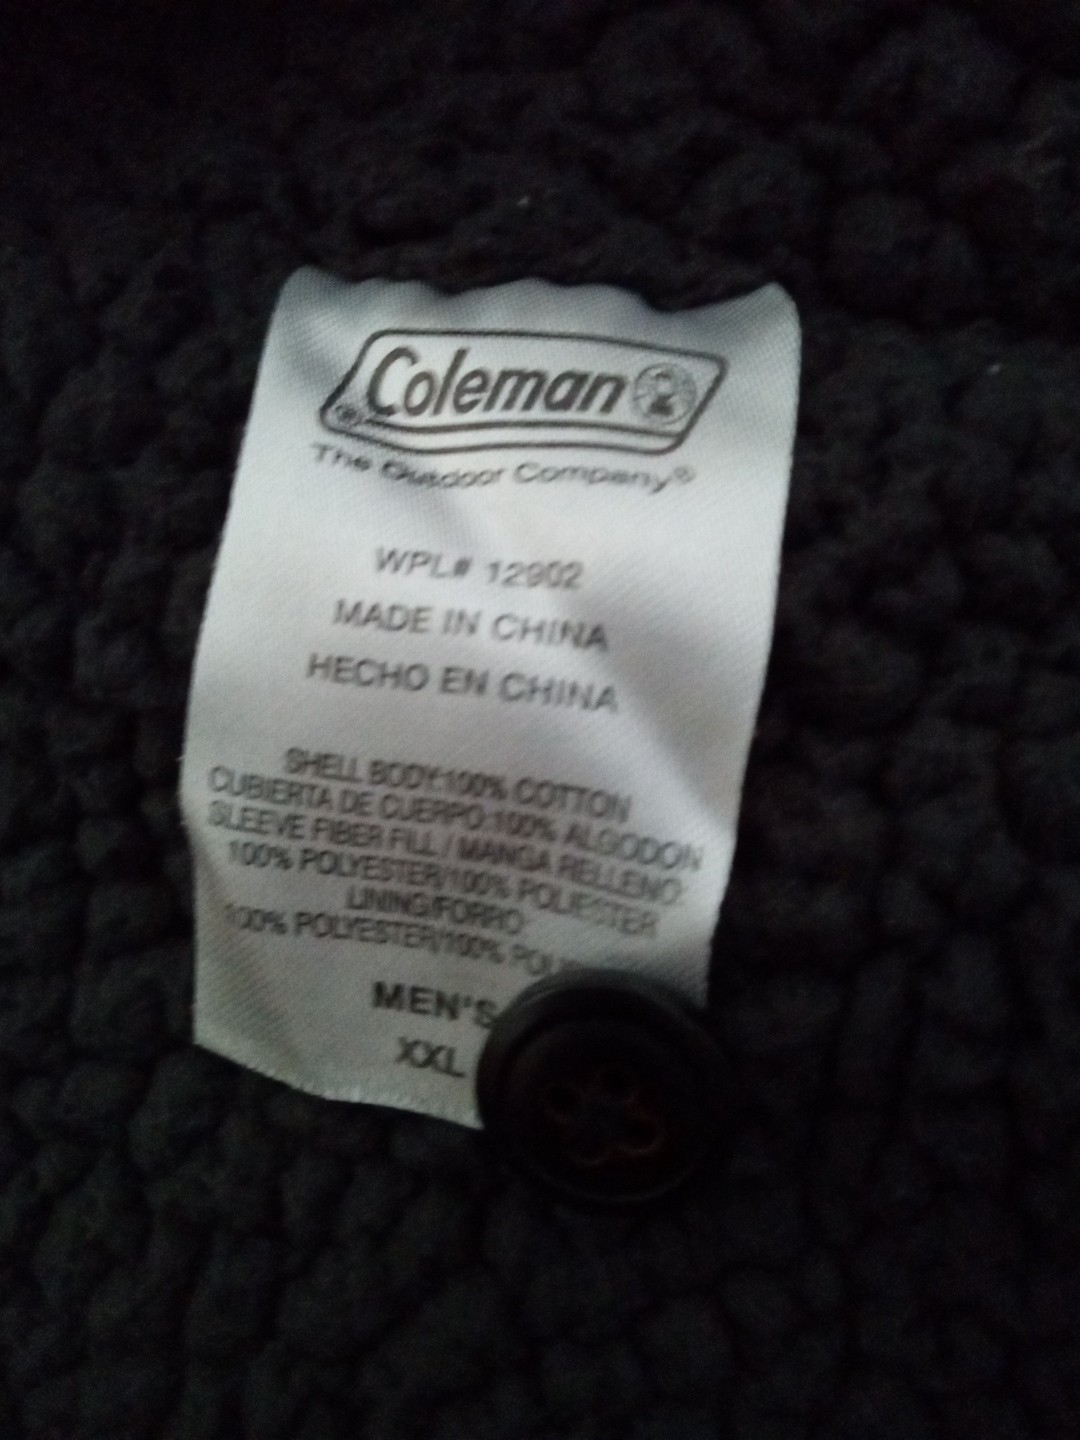 Coleman
The Outdoor Company®
WPL# 12902
MADE IN CHINA
HECHO EN CHINA
SHELL BODY:100% COTTON
CUBIERTA DE CUERPO:100% ALGODON
SLEEVE FIBER FILL / MANGA RELLENO:
100% POLYESTER/100% POLIESTER
LINING/FORRO
100% POLYESTER/100%
MEN'S
XXL